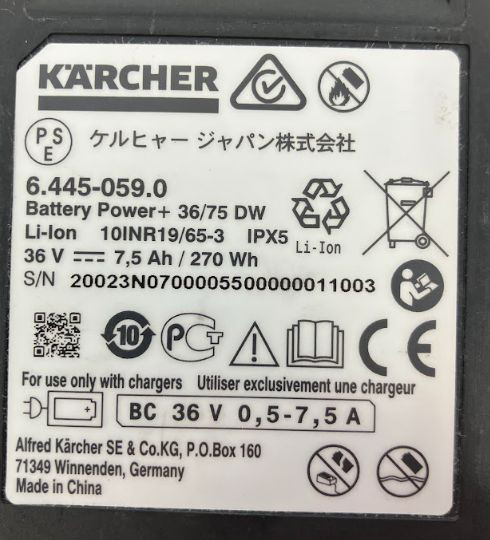 KÄRCHER
PSE ケルヒャー ジャパン株式会社
6.445-059.0
Battery Power+ 36/75 DW
Li-Ion 10INR19/65-3 IPX5 Li-Ion
36 V 7,5 Ah / 270 Wh
S/N 20023N0700005500000011003
10 PCT CE
For use only with chargers Utiliser exclusivement une chargeur
BC 36 V 0,5-7,5 A
Alfred Kärcher SE & Co.KG, P.O.Box 160
71349 Winnenden, Germany
Made in China